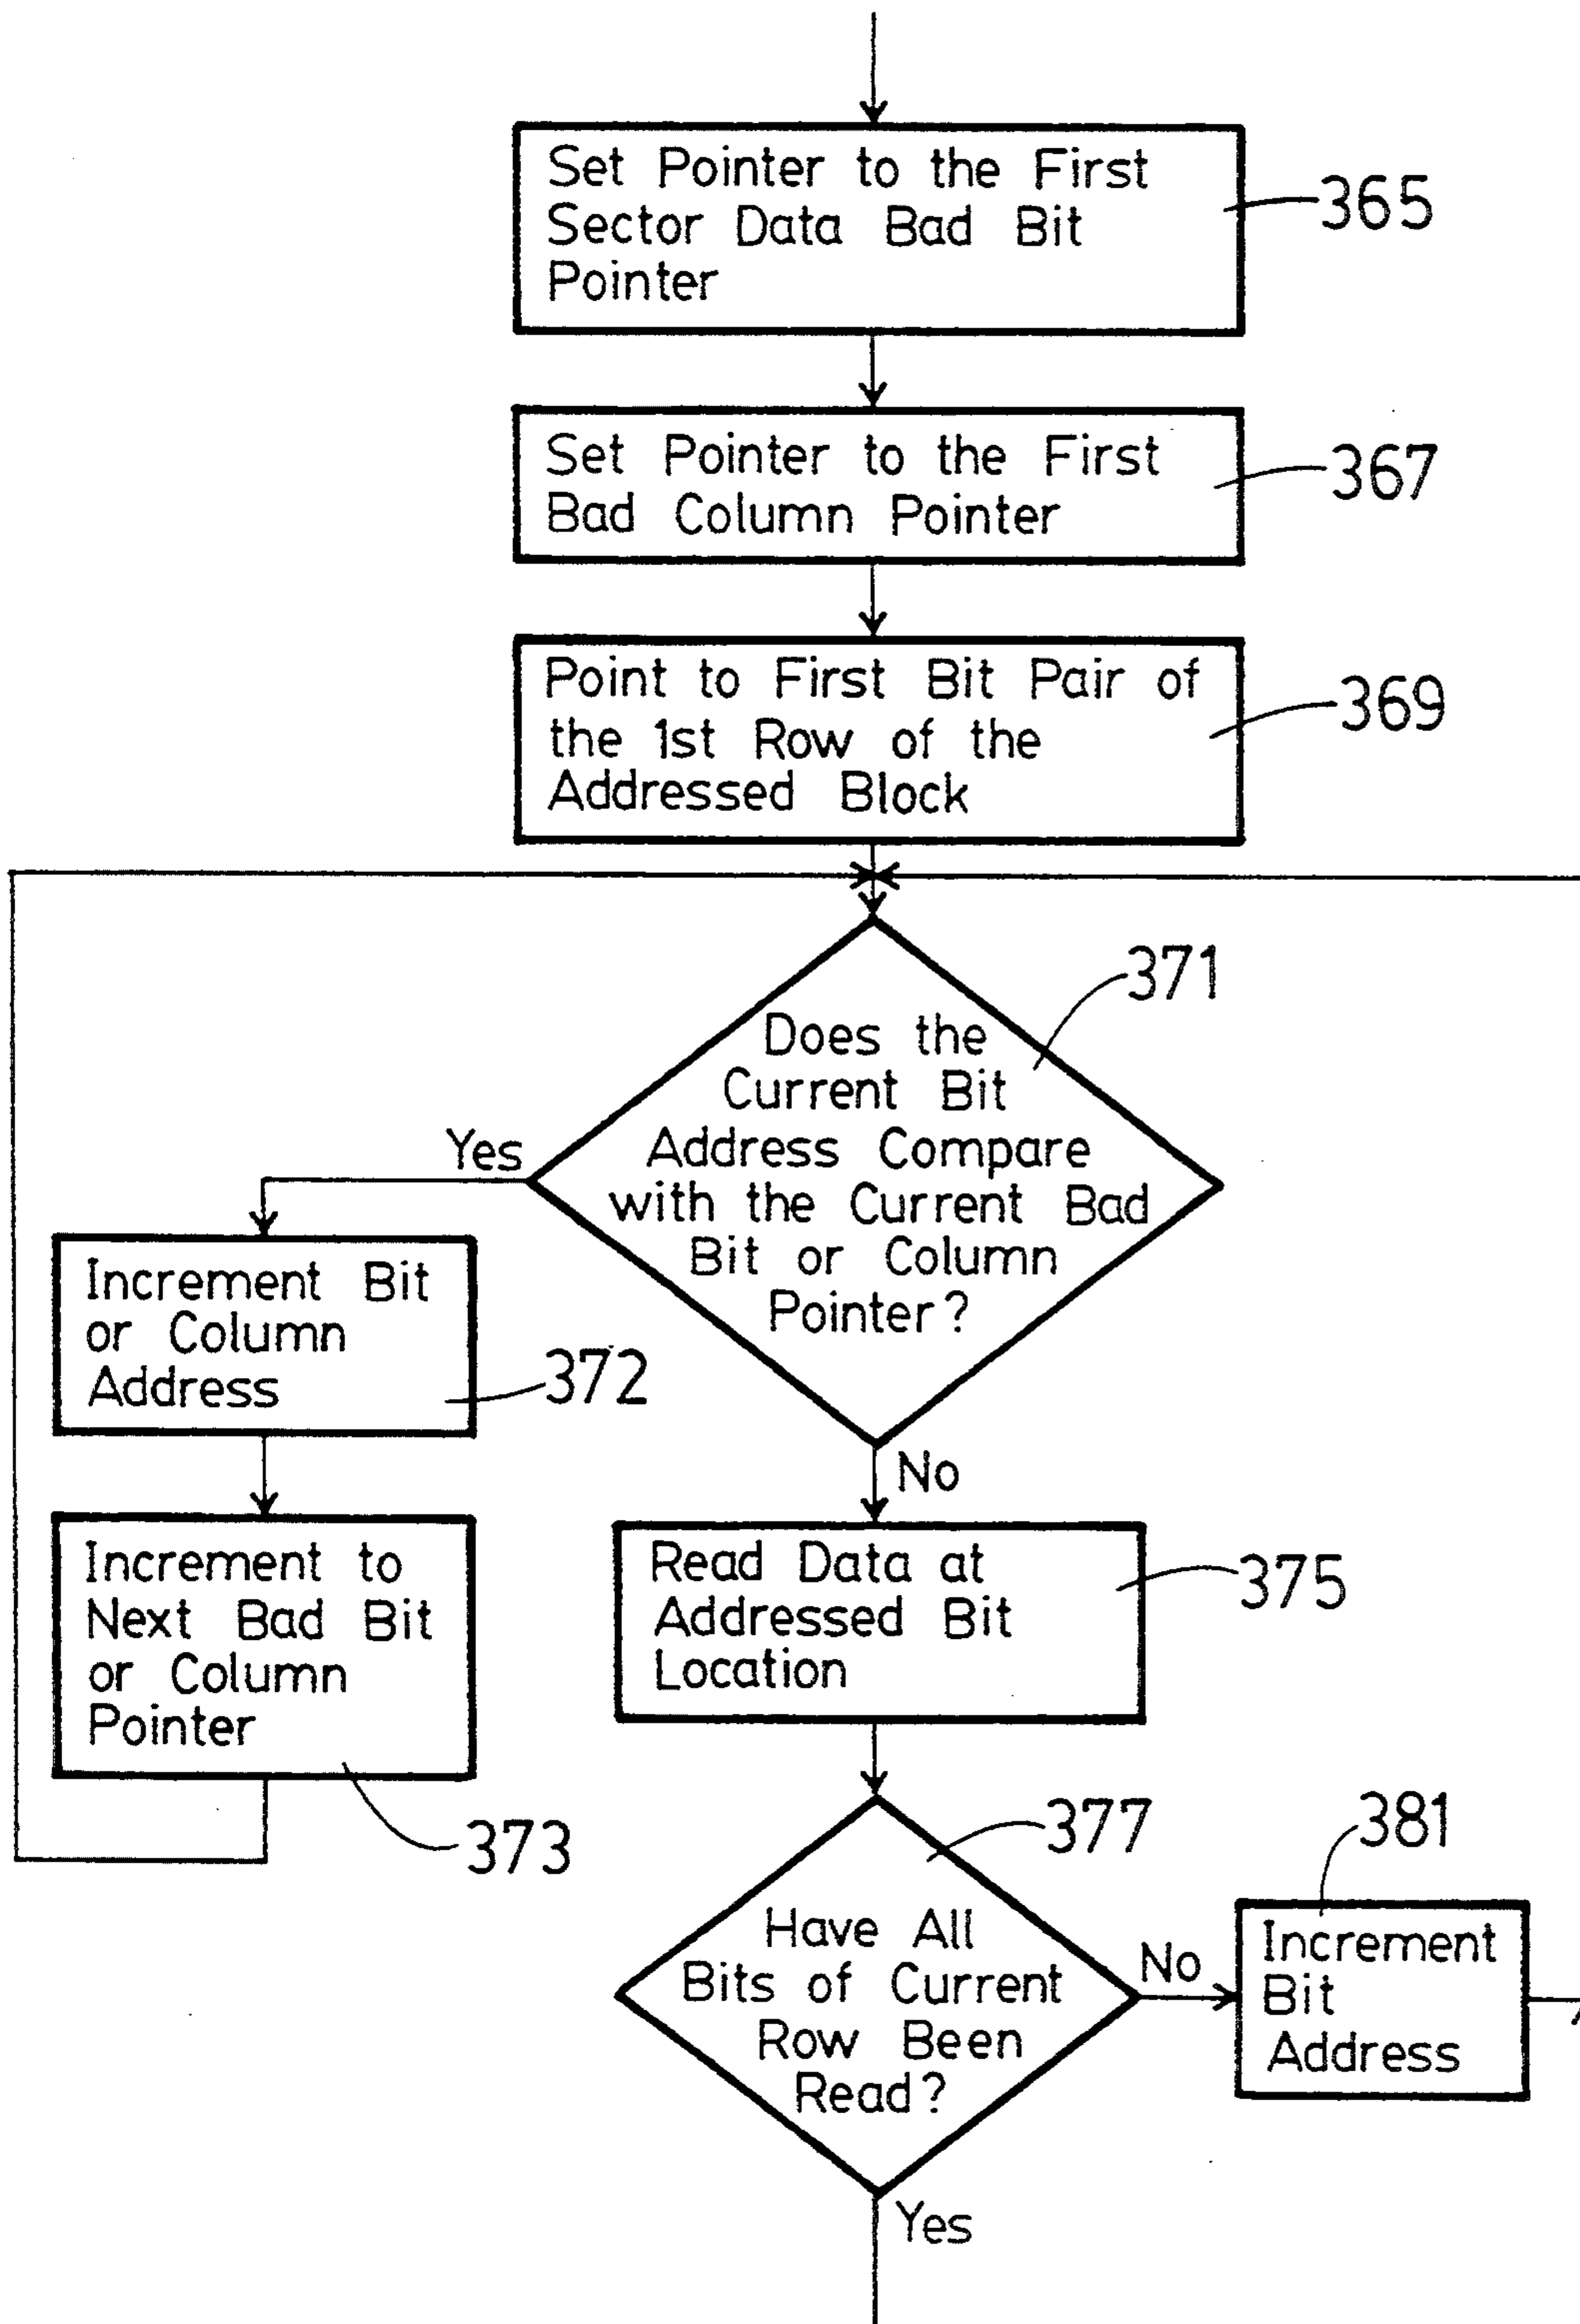 Set Pointer to the First
Sector Data Bad Bit
Pointer
365
Set Pointer to the First
Bad Column Pointer
367
Point to First Bit Pair of
the 1st Row of the
Addressed Block
369
371
Does the
Current Bit
Address Compare
with the Current Bad
Bit or Column
Pointer?
Yes
No
Increment Bit
or Column
Address
372
Increment to
Next Bad Bit
or Column
Pointer
373
Read Data at
Addressed Bit
Location
375
377
Have All
Bits of Current
Row Been
Read?
No
Yes
381
Increment
Bit
Address